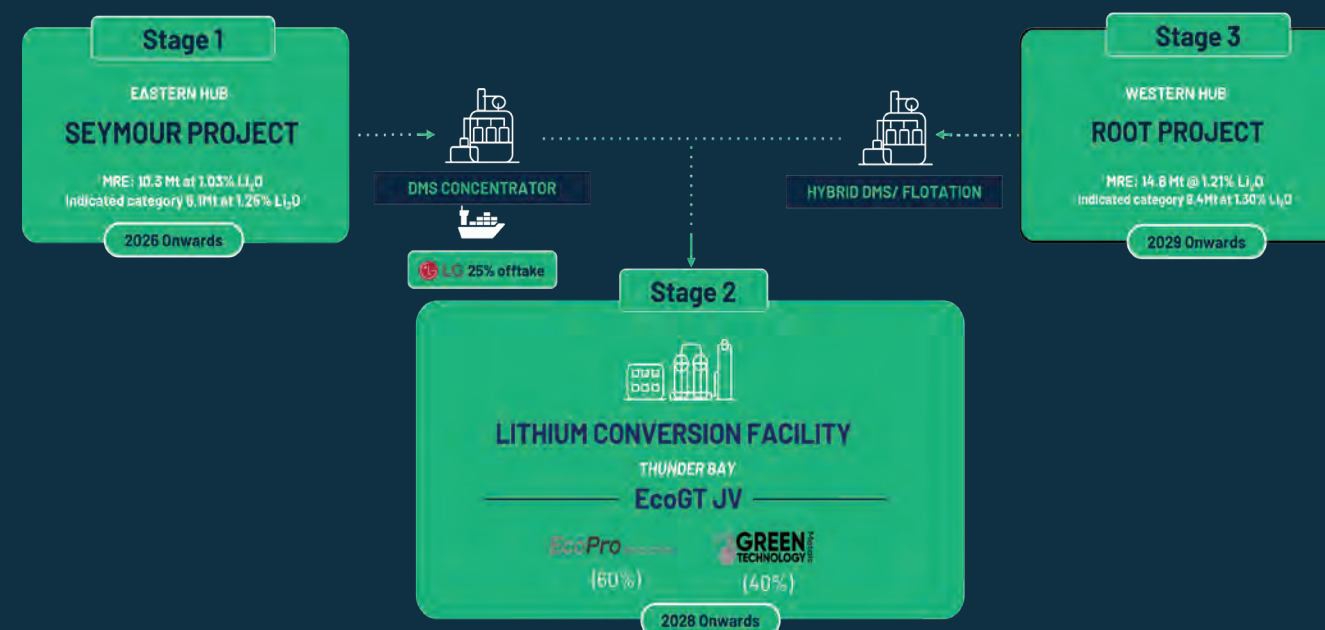 Stage 1
EASTERN HUB
SEYMOUR PROJECT
MRE: 10.3 Mt at 1.03% Li₂O
Indicated category 6.1Mt at 1.25% Li₂O
2026 Onwards
DMS CONCENTRATOR
LG 25% offtake
HYBRID DMS/ FLOTATION
Stage 3
WESTERN HUB
ROOT PROJECT
MRE: 14.6 Mt @ 1.21% Li₂O
Indicated category 9.4Mt at 1.30% Li₂O
2029 Onwards
Stage 2
LITHIUM CONVERSION FACILITY
THUNDER BAY
EcoGT JV
EcoPro
GREEN
TECHNOLOGY
Metals
(60%)
(40%)
2028 Onwards